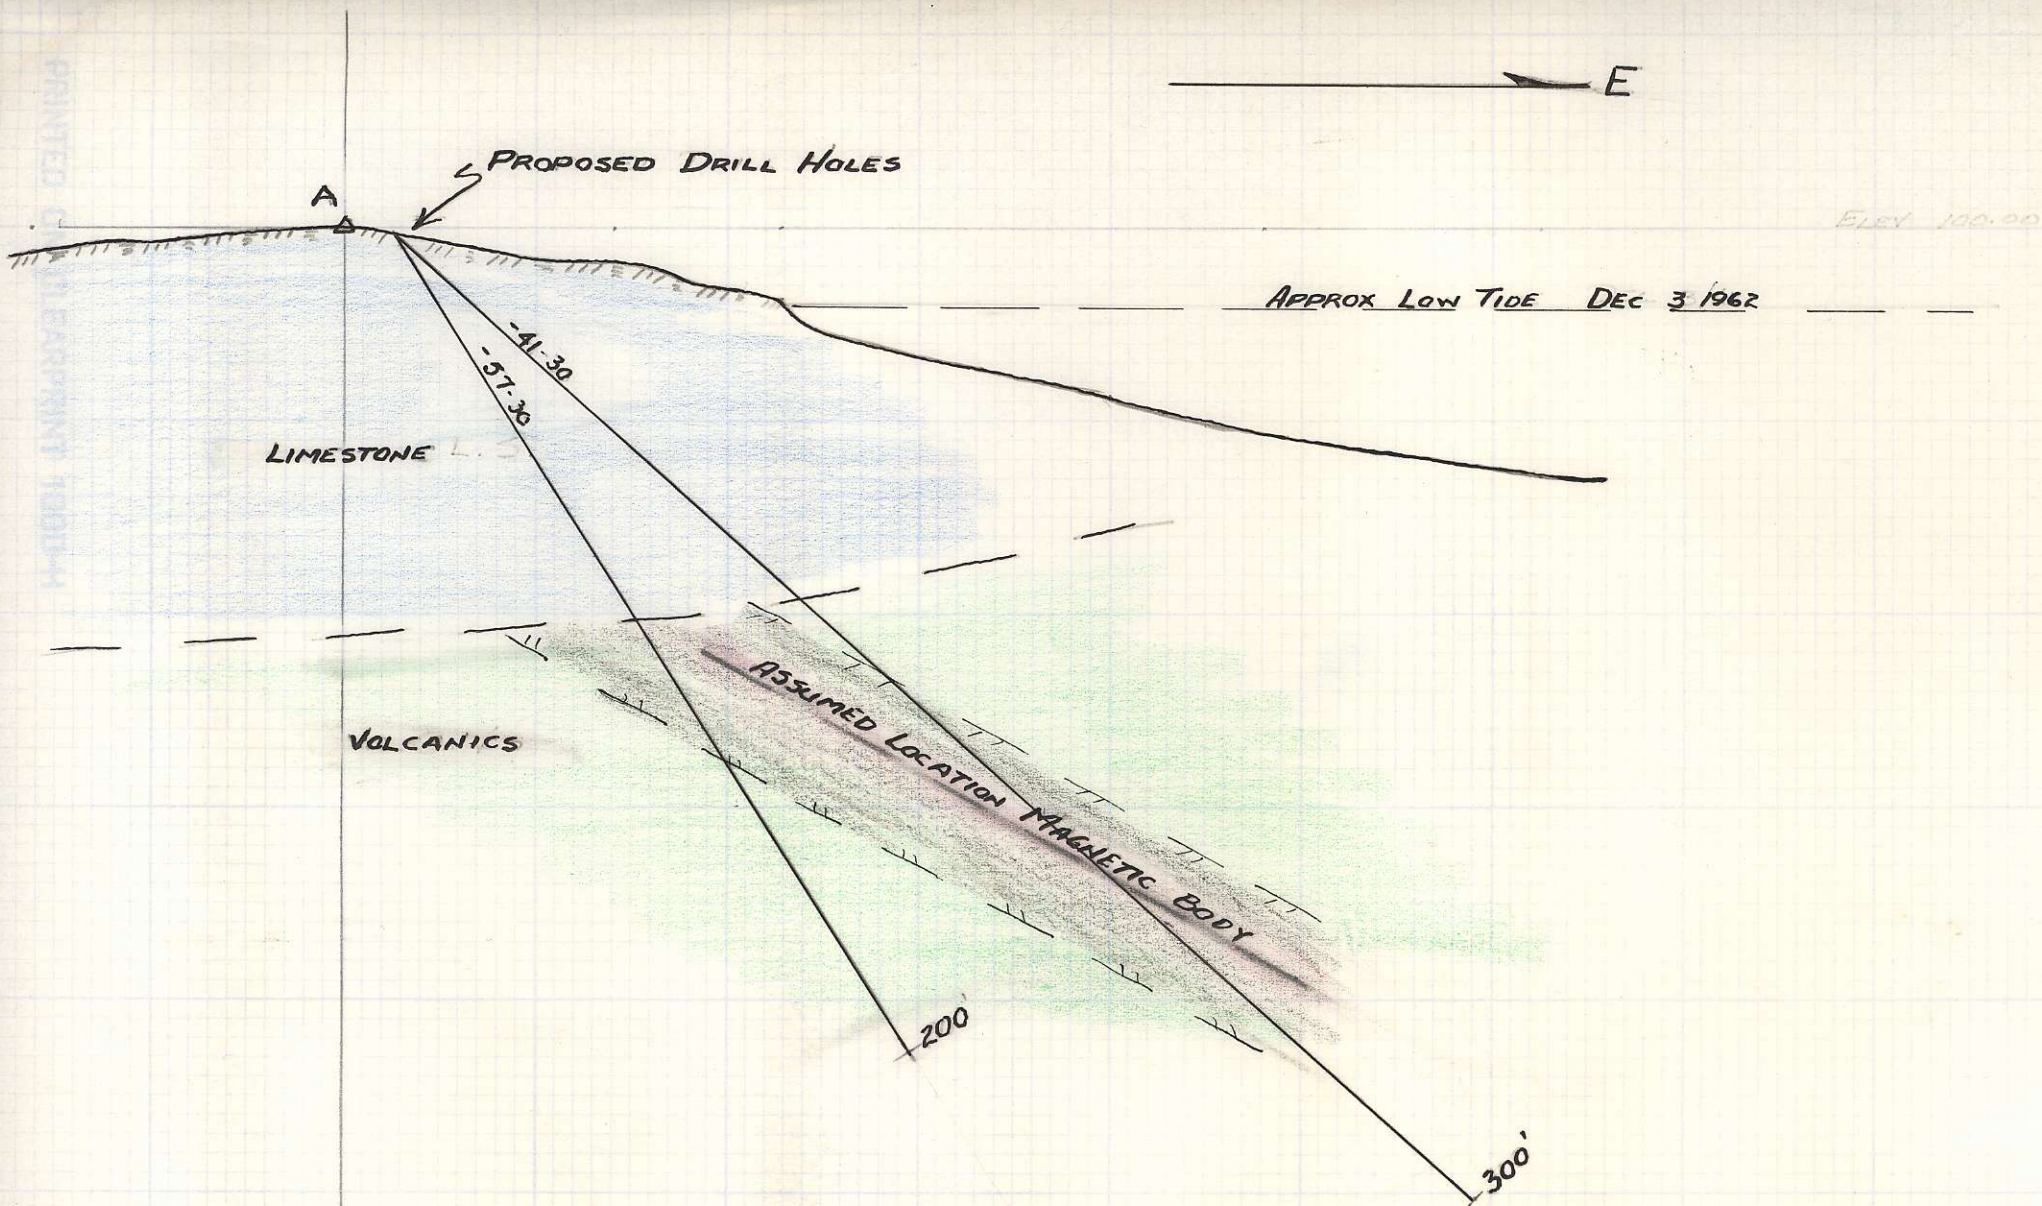 E
PROPOSED DRILL HOLES
A
ELEV 100.00
APPROX LOW TIDE DEC 3 1962
-41-30
-57-30
LIMESTONE L.S
VOLCANICS
ASSUMED LOCATION MAGNETIC BODY
200'
300'